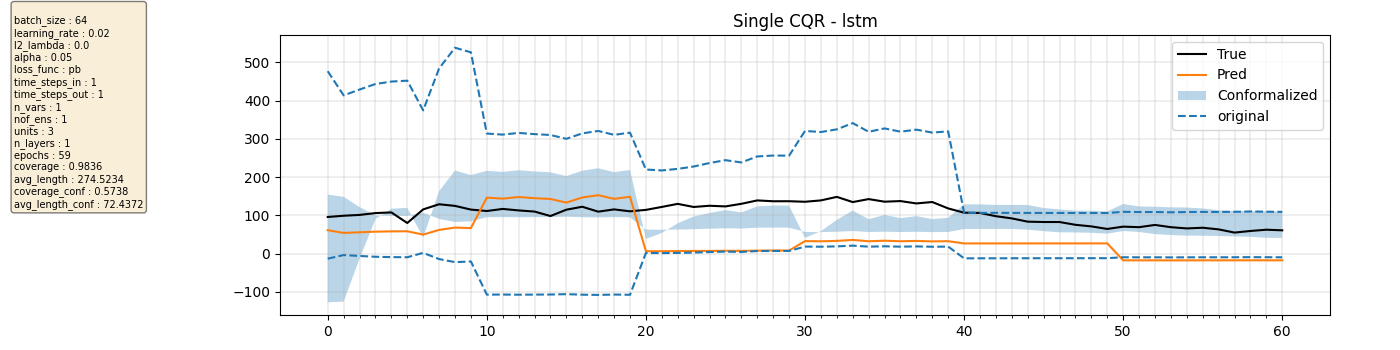 batch_size : 64
learning_rate : 0.02
l2_lambda : 0.0
alpha : 0.05
loss_func : pb
time_steps_in : 1
time_steps_out : 1
n_vars : 1
nof_ens : 1
units : 3
n_layers : 1
epochs : 59
coverage : 0.9836
avg_length : 274.5234
coverage_conf : 0.5738
avg_length_conf : 72.4372
Single CQR - lstm
True
Pred
Conformalized
original
500
400
300
200
100
0
−100
0 10 20 30 40 50 60